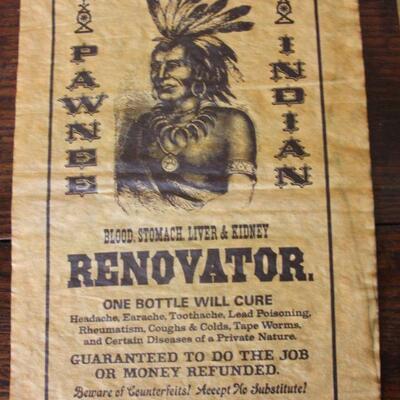 PAWNEE
INDIAN
BLOOD, STOMACH, LIVER & KIDNEY
RENOVATOR.
ONE BOTTLE WILL CURE
Headache, Earache, Toothache, Lead Poisoning,
Rheumatism, Coughs & Colds, Tape Worms,
and Certain Diseases of a Private Nature.
GUARANTEED TO DO THE JOB
OR MONEY REFUNDED.
Beware of Counterfeits! Accept No Substitute!